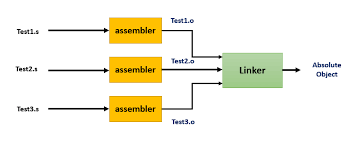 Test1.s
assembler
Test1.o
Test2.s
assembler
Test2.o
Linker
Absolute
Object
Test3.s
assembler
Test3.o